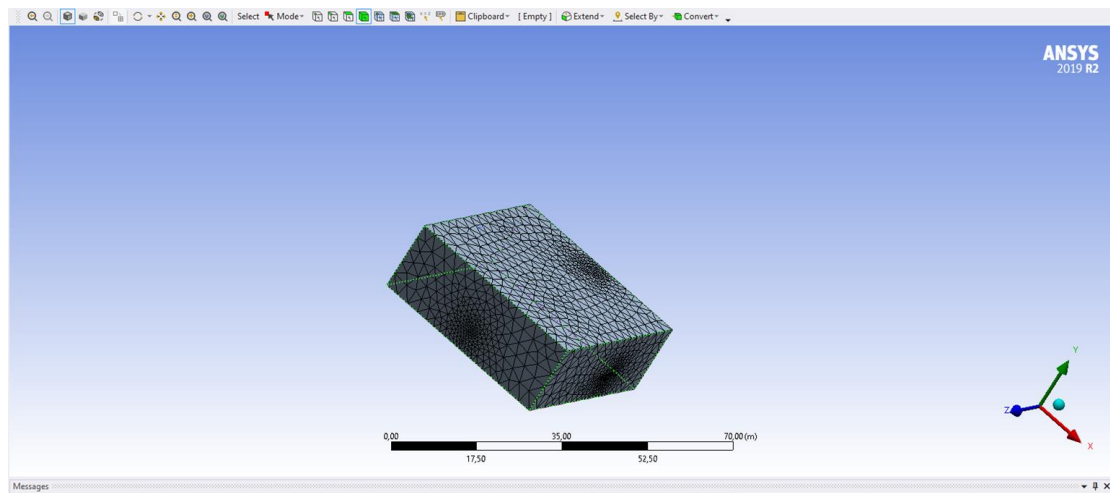 Select Mode Clipboard [ Empty ] Extend Select By Convert
ANSYS
2019 R2
0,00 35,00 70,00 (m)
17,50 52,50
Y
Z
X
Messages